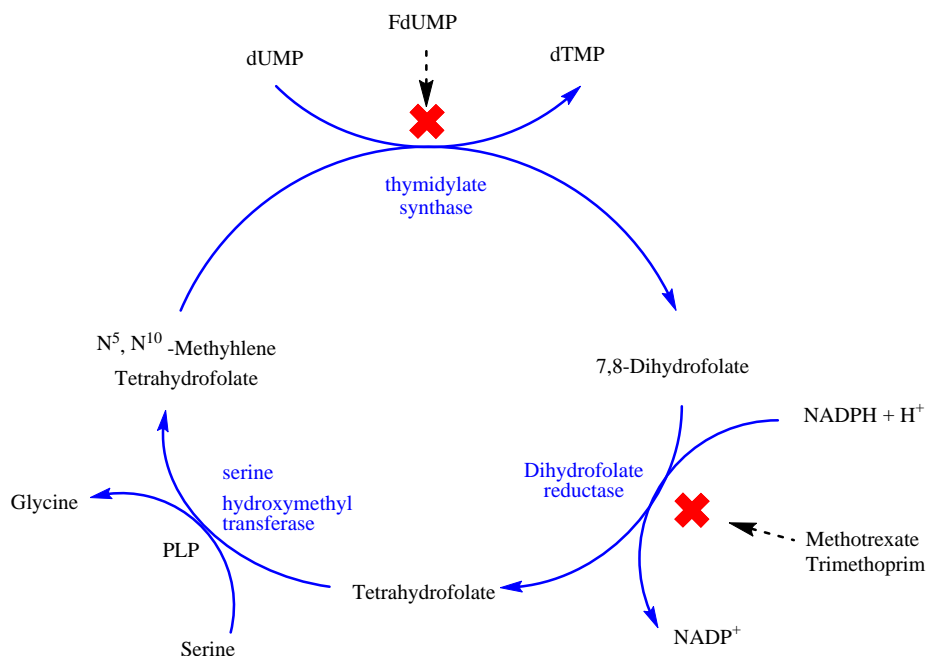 FdUMP
dUMP
dTMP
thymidylate
synthase
N⁵, N¹⁰ -Methyhlene
Tetrahydrofolate
7,8-Dihydrofolate
NADPH + H⁺
serine
hydroxymethyl
transferase
Dihydrofolate
reductase
Glycine
PLP
Methotrexate
Trimethoprim
Tetrahydrofolate
Serine
NADP⁺